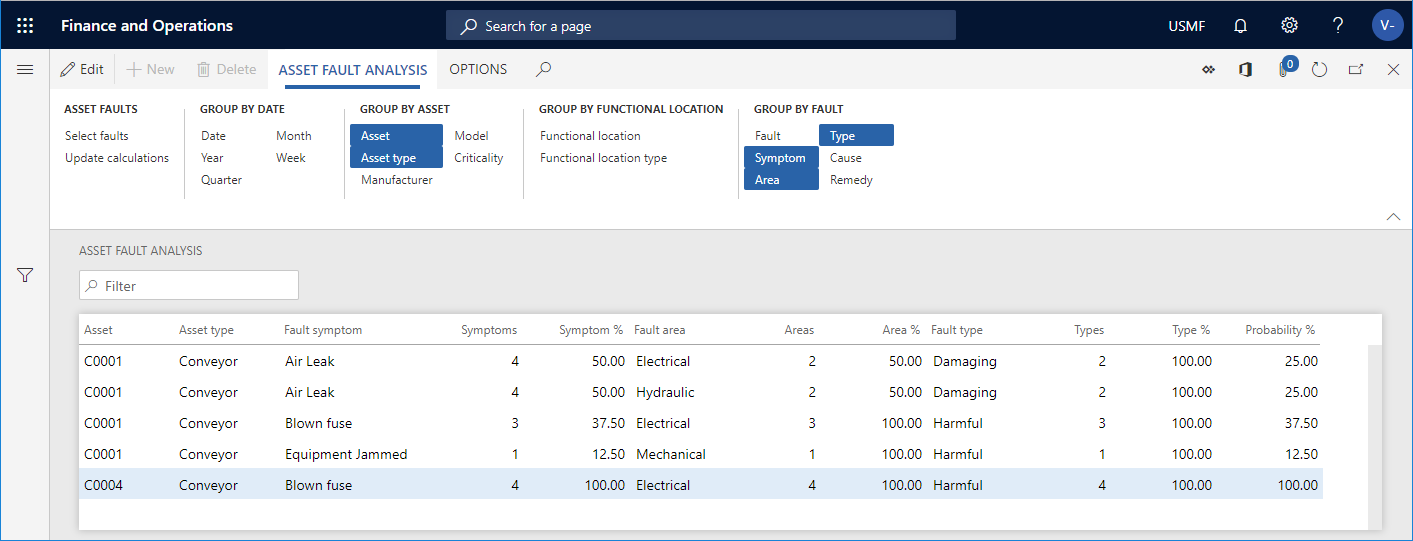 Finance and Operations Search for a page USMF ? V-
Edit New Delete ASSET FAULT ANALYSIS OPTIONS 0
ASSET FAULTS GROUP BY DATE GROUP BY ASSET GROUP BY FUNCTIONAL LOCATION GROUP BY FAULT
Select faults Date Month Asset Model Functional location Fault Type
Update calculations Year Week Asset type Criticality Functional location type Symptom Cause
Quarter Manufacturer Area Remedy
ASSET FAULT ANALYSIS
Filter
Asset Asset type Fault symptom Symptoms Symptom % Fault area Areas Area % Fault type Types Type % Probability %
C0001 Conveyor Air Leak 4 50.00 Electrical 2 50.00 Damaging 2 100.00 25.00
C0001 Conveyor Air Leak 4 50.00 Hydraulic 2 50.00 Damaging 2 100.00 25.00
C0001 Conveyor Blown fuse 3 37.50 Electrical 3 100.00 Harmful 3 100.00 37.50
C0001 Conveyor Equipment Jammed 1 12.50 Mechanical 1 100.00 Harmful 1 100.00 12.50
C0004 Conveyor Blown fuse 4 100.00 Electrical 4 100.00 Harmful 4 100.00 100.00